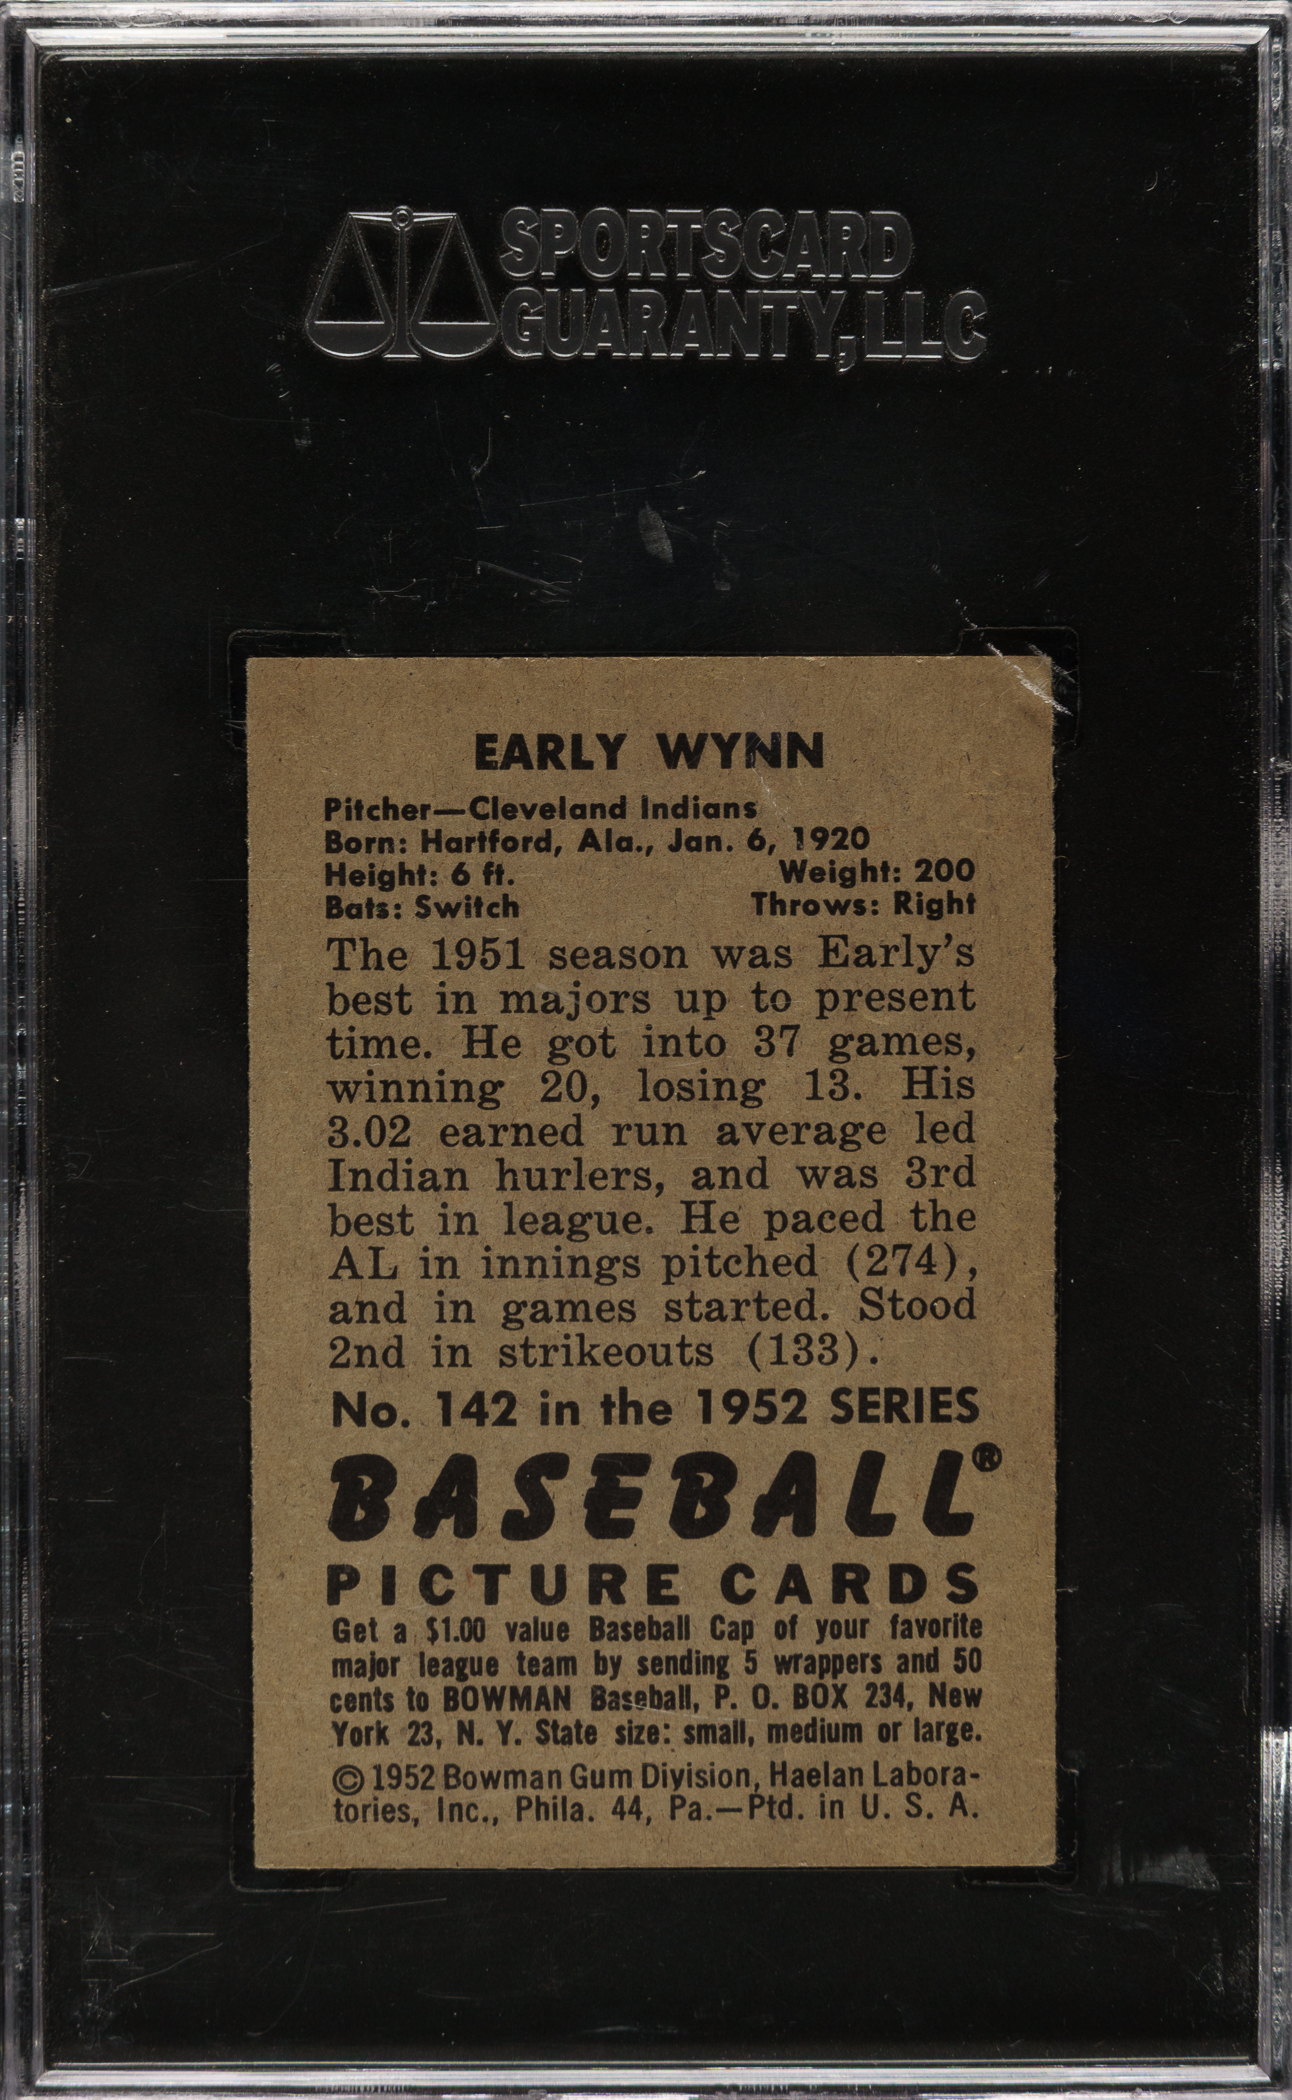 SPORTSCARD
GUARANTY, LLC
EARLY WYNN
Pitcher—Cleveland Indians
Born: Hartford, Ala., Jan. 6, 1920
Height: 6 ft. Weight: 200
Bats: Switch Throws: Right
The 1951 season was Early's
best in majors up to present
time. He got into 37 games,
winning 20, losing 13. His
3.02 earned run average led
Indian hurlers, and was 3rd
best in league. He paced the
AL in innings pitched (274),
and in games started. Stood
2nd in strikeouts (133).
No. 142 in the 1952 SERIES
BASEBALL®
PICTURE CARDS
Get a $1.00 value Baseball Cap of your favorite
major league team by sending 5 wrappers and 50
cents to BOWMAN Baseball, P. O. BOX 234, New
York 23, N. Y. State size: small, medium or large.
© 1952 Bowman Gum Division, Haelan Labora-
tories, Inc., Phila. 44, Pa.—Ptd. in U. S. A.